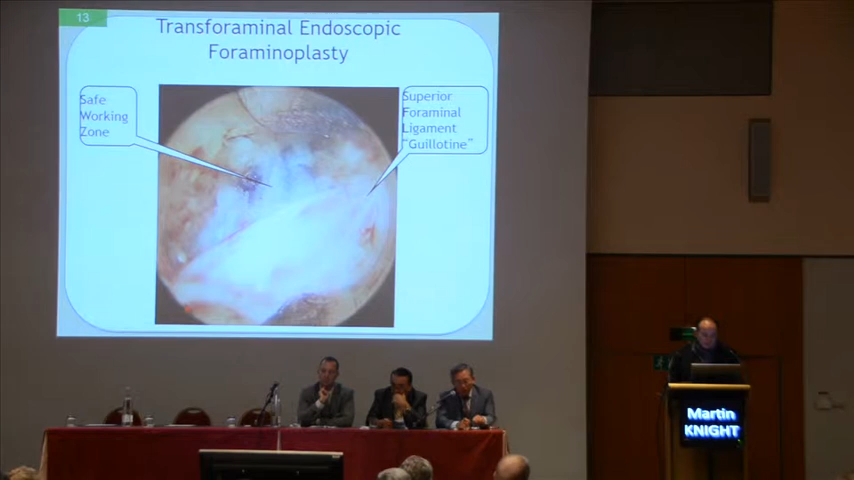 13
Transforaminal Endoscopic
Foraminoplasty
Safe
Working
Zone
Superior
Foraminal
Ligament
"Guillotine"
Martin
KNIGHT